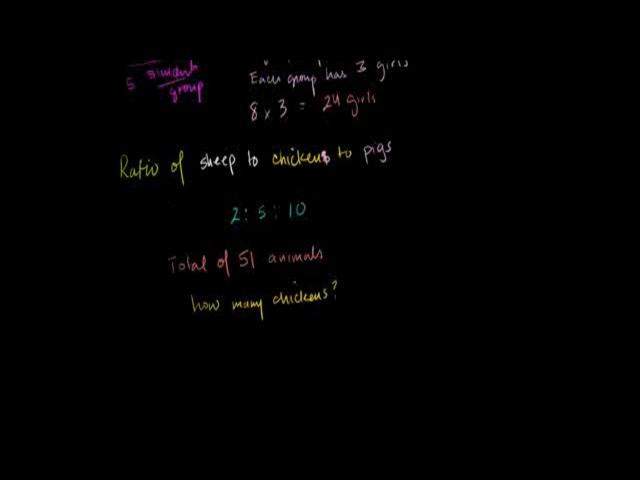 5 students
group
Each group has 3 girls
8 x 3 = 24 girls
Ratio of sheep to chickens to pigs
2 : 5 : 10
Total of 51 animals
how many chickens?